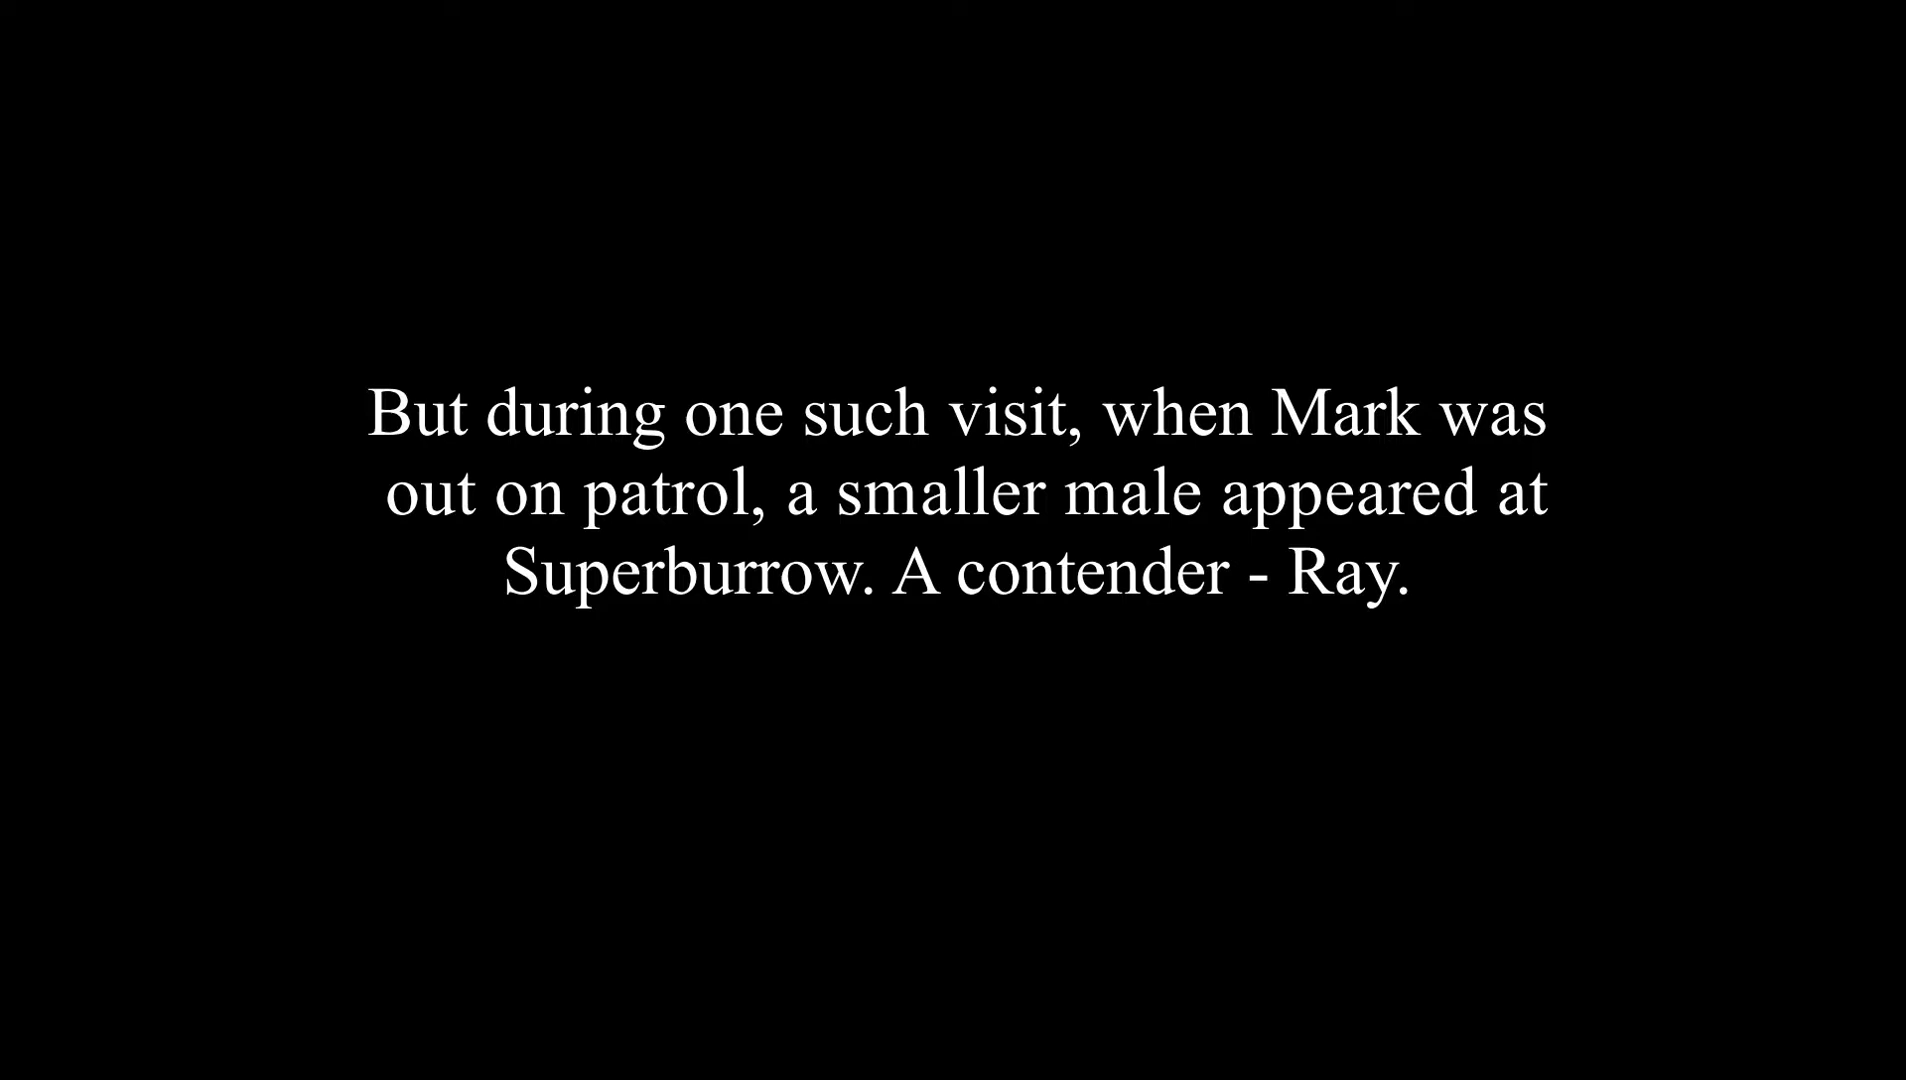 But during one such visit, when Mark was
out on patrol, a smaller male appeared at
Superburrow. A contender - Ray.